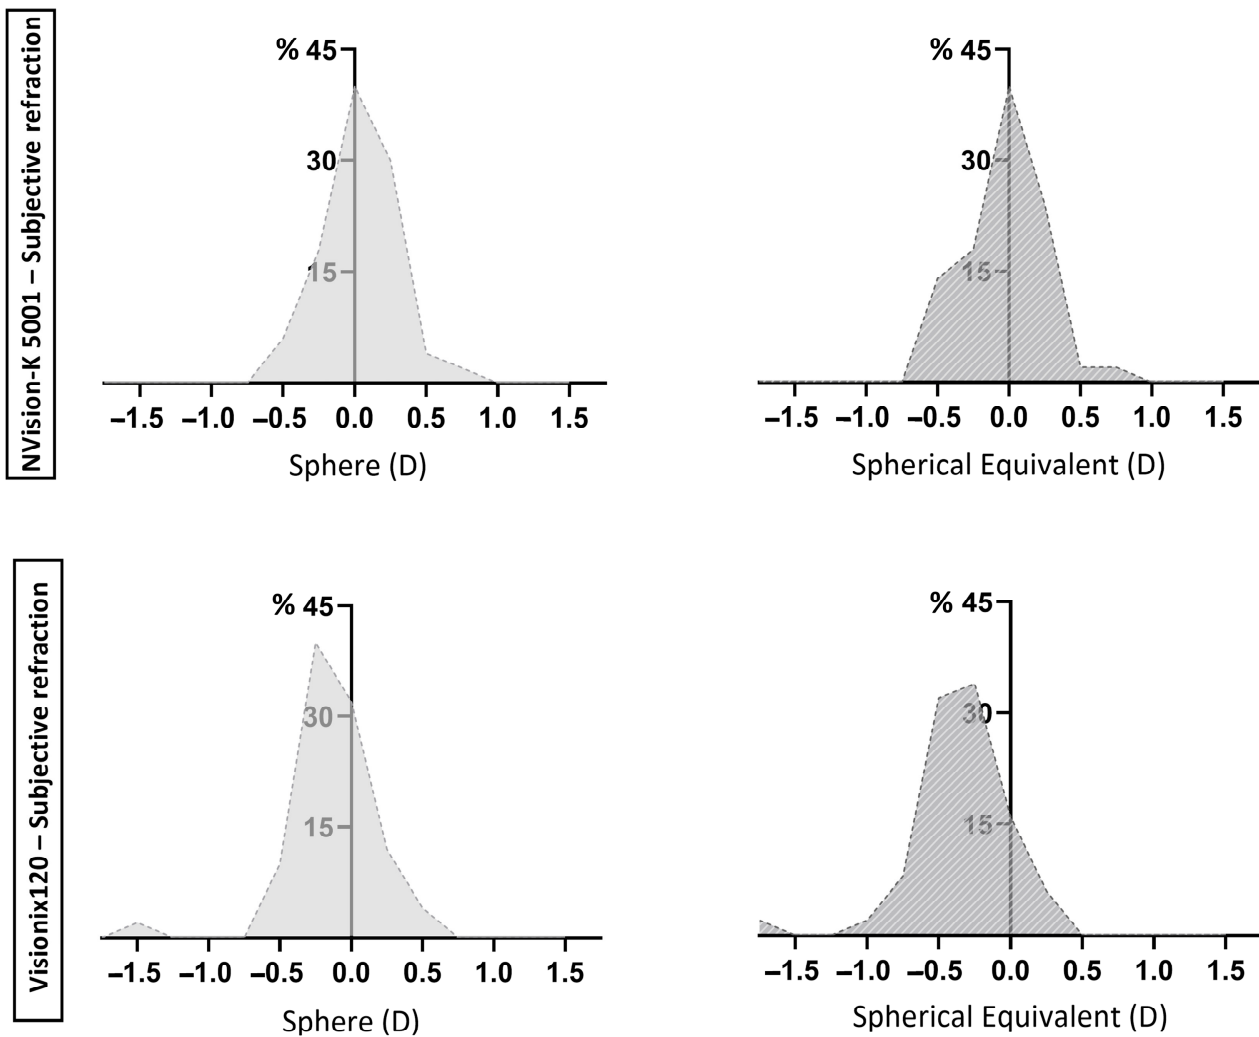 NVision-K 5001 – Subjective refraction
% 45
30
15
–1.5 –1.0 –0.5 0.0 0.5 1.0 1.5
Sphere (D)
% 45
30
15
–1.5 –1.0 –0.5 0.0 0.5 1.0 1.5
Spherical Equivalent (D)
Visionix120 – Subjective refraction
% 45
30
15
–1.5 –1.0 –0.5 0.0 0.5 1.0 1.5
Sphere (D)
% 45
30
15
–1.5 –1.0 –0.5 0.0 0.5 1.0 1.5
Spherical Equivalent (D)